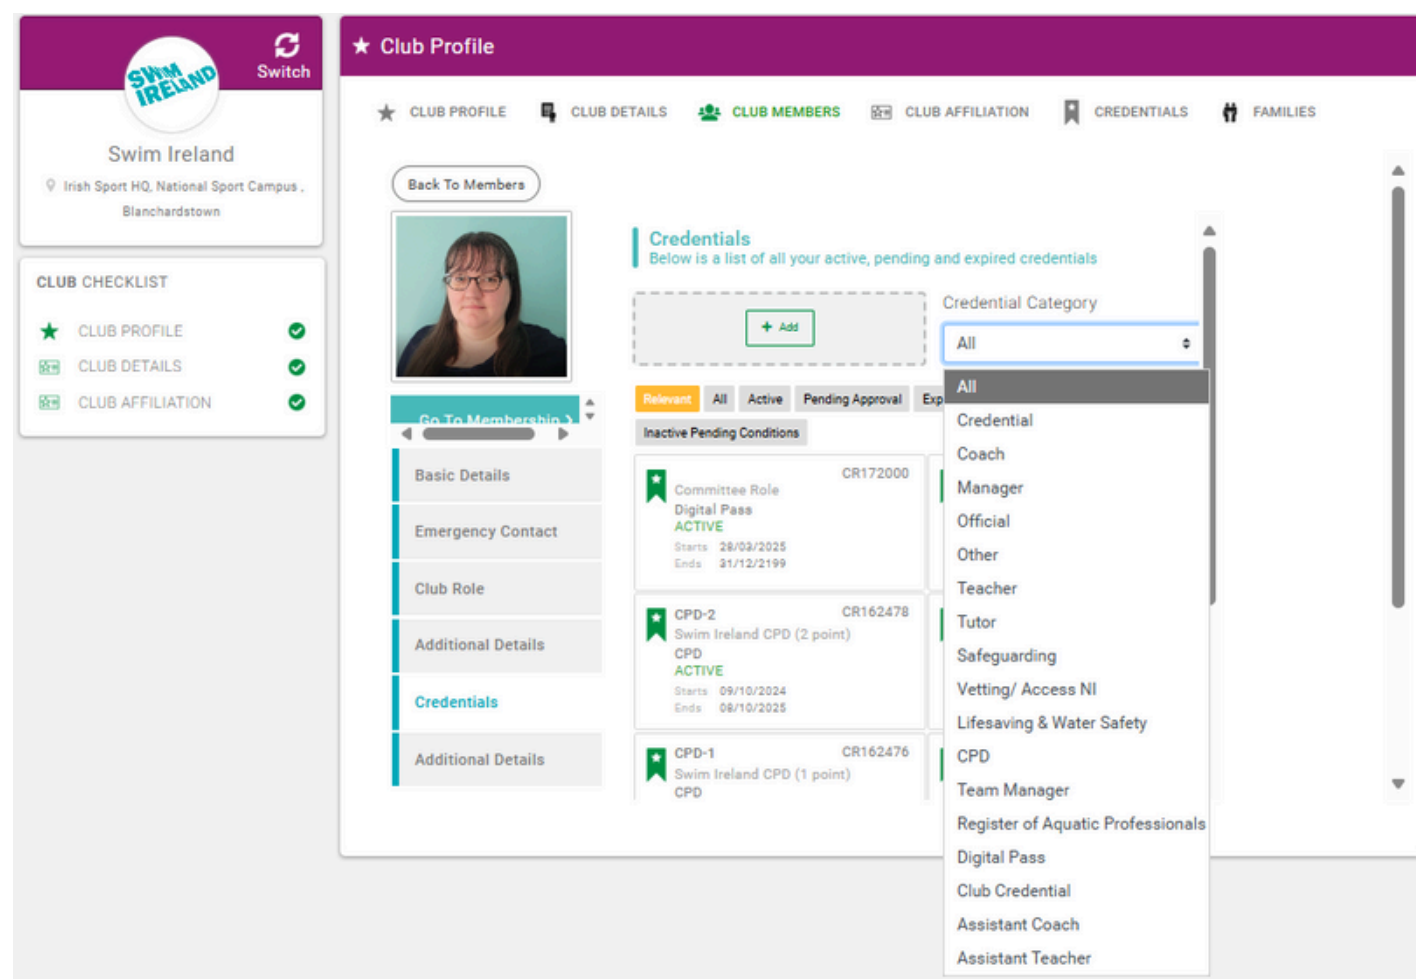 SWIM
IRELAND
Switch
Swim Ireland
Irish Sport HQ, National Sport Campus ,
Blanchardstown
CLUB CHECKLIST
CLUB PROFILE
CLUB DETAILS
CLUB AFFILIATION
Club Profile
CLUB PROFILE
CLUB DETAILS
CLUB MEMBERS
CLUB AFFILIATION
CREDENTIALS
FAMILIES
Back To Members
Go To Membership
Basic Details
Emergency Contact
Club Role
Additional Details
Credentials
Additional Details
Credentials
Below is a list of all your active, pending and expired credentials
+ Add
Credential Category
All
Relevant All Active Pending Approval Exp
Inactive Pending Conditions
CR172000
Committee Role
Digital Pass
ACTIVE
Starts 28/03/2025
Ends 31/12/2199
CPD-2 CR162478
Swim Ireland CPD (2 point)
CPD
ACTIVE
Starts 09/10/2024
Ends 08/10/2025
CPD-1 CR162476
Swim Ireland CPD (1 point)
CPD
All
Credential
Coach
Manager
Official
Other
Teacher
Tutor
Safeguarding
Vetting/ Access NI
Lifesaving & Water Safety
CPD
Team Manager
Register of Aquatic Professionals
Digital Pass
Club Credential
Assistant Coach
Assistant Teacher